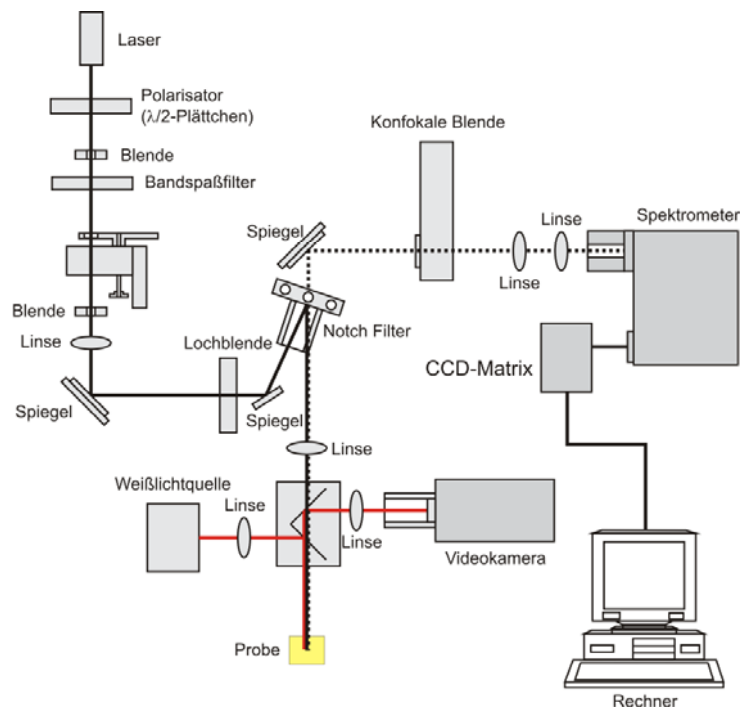 Laser
Polarisator
(λ/2-Plättchen)
Blende
Bandspaßfilter
Konfokale Blende
Spiegel
Linse
Linse
Spektrometer
Blende
Linse
Lochblende
Notch Filter
CCD-Matrix
Spiegel
Spiegel
Linse
Weißlichtquelle
Linse
Linse
Videokamera
Probe
Rechner